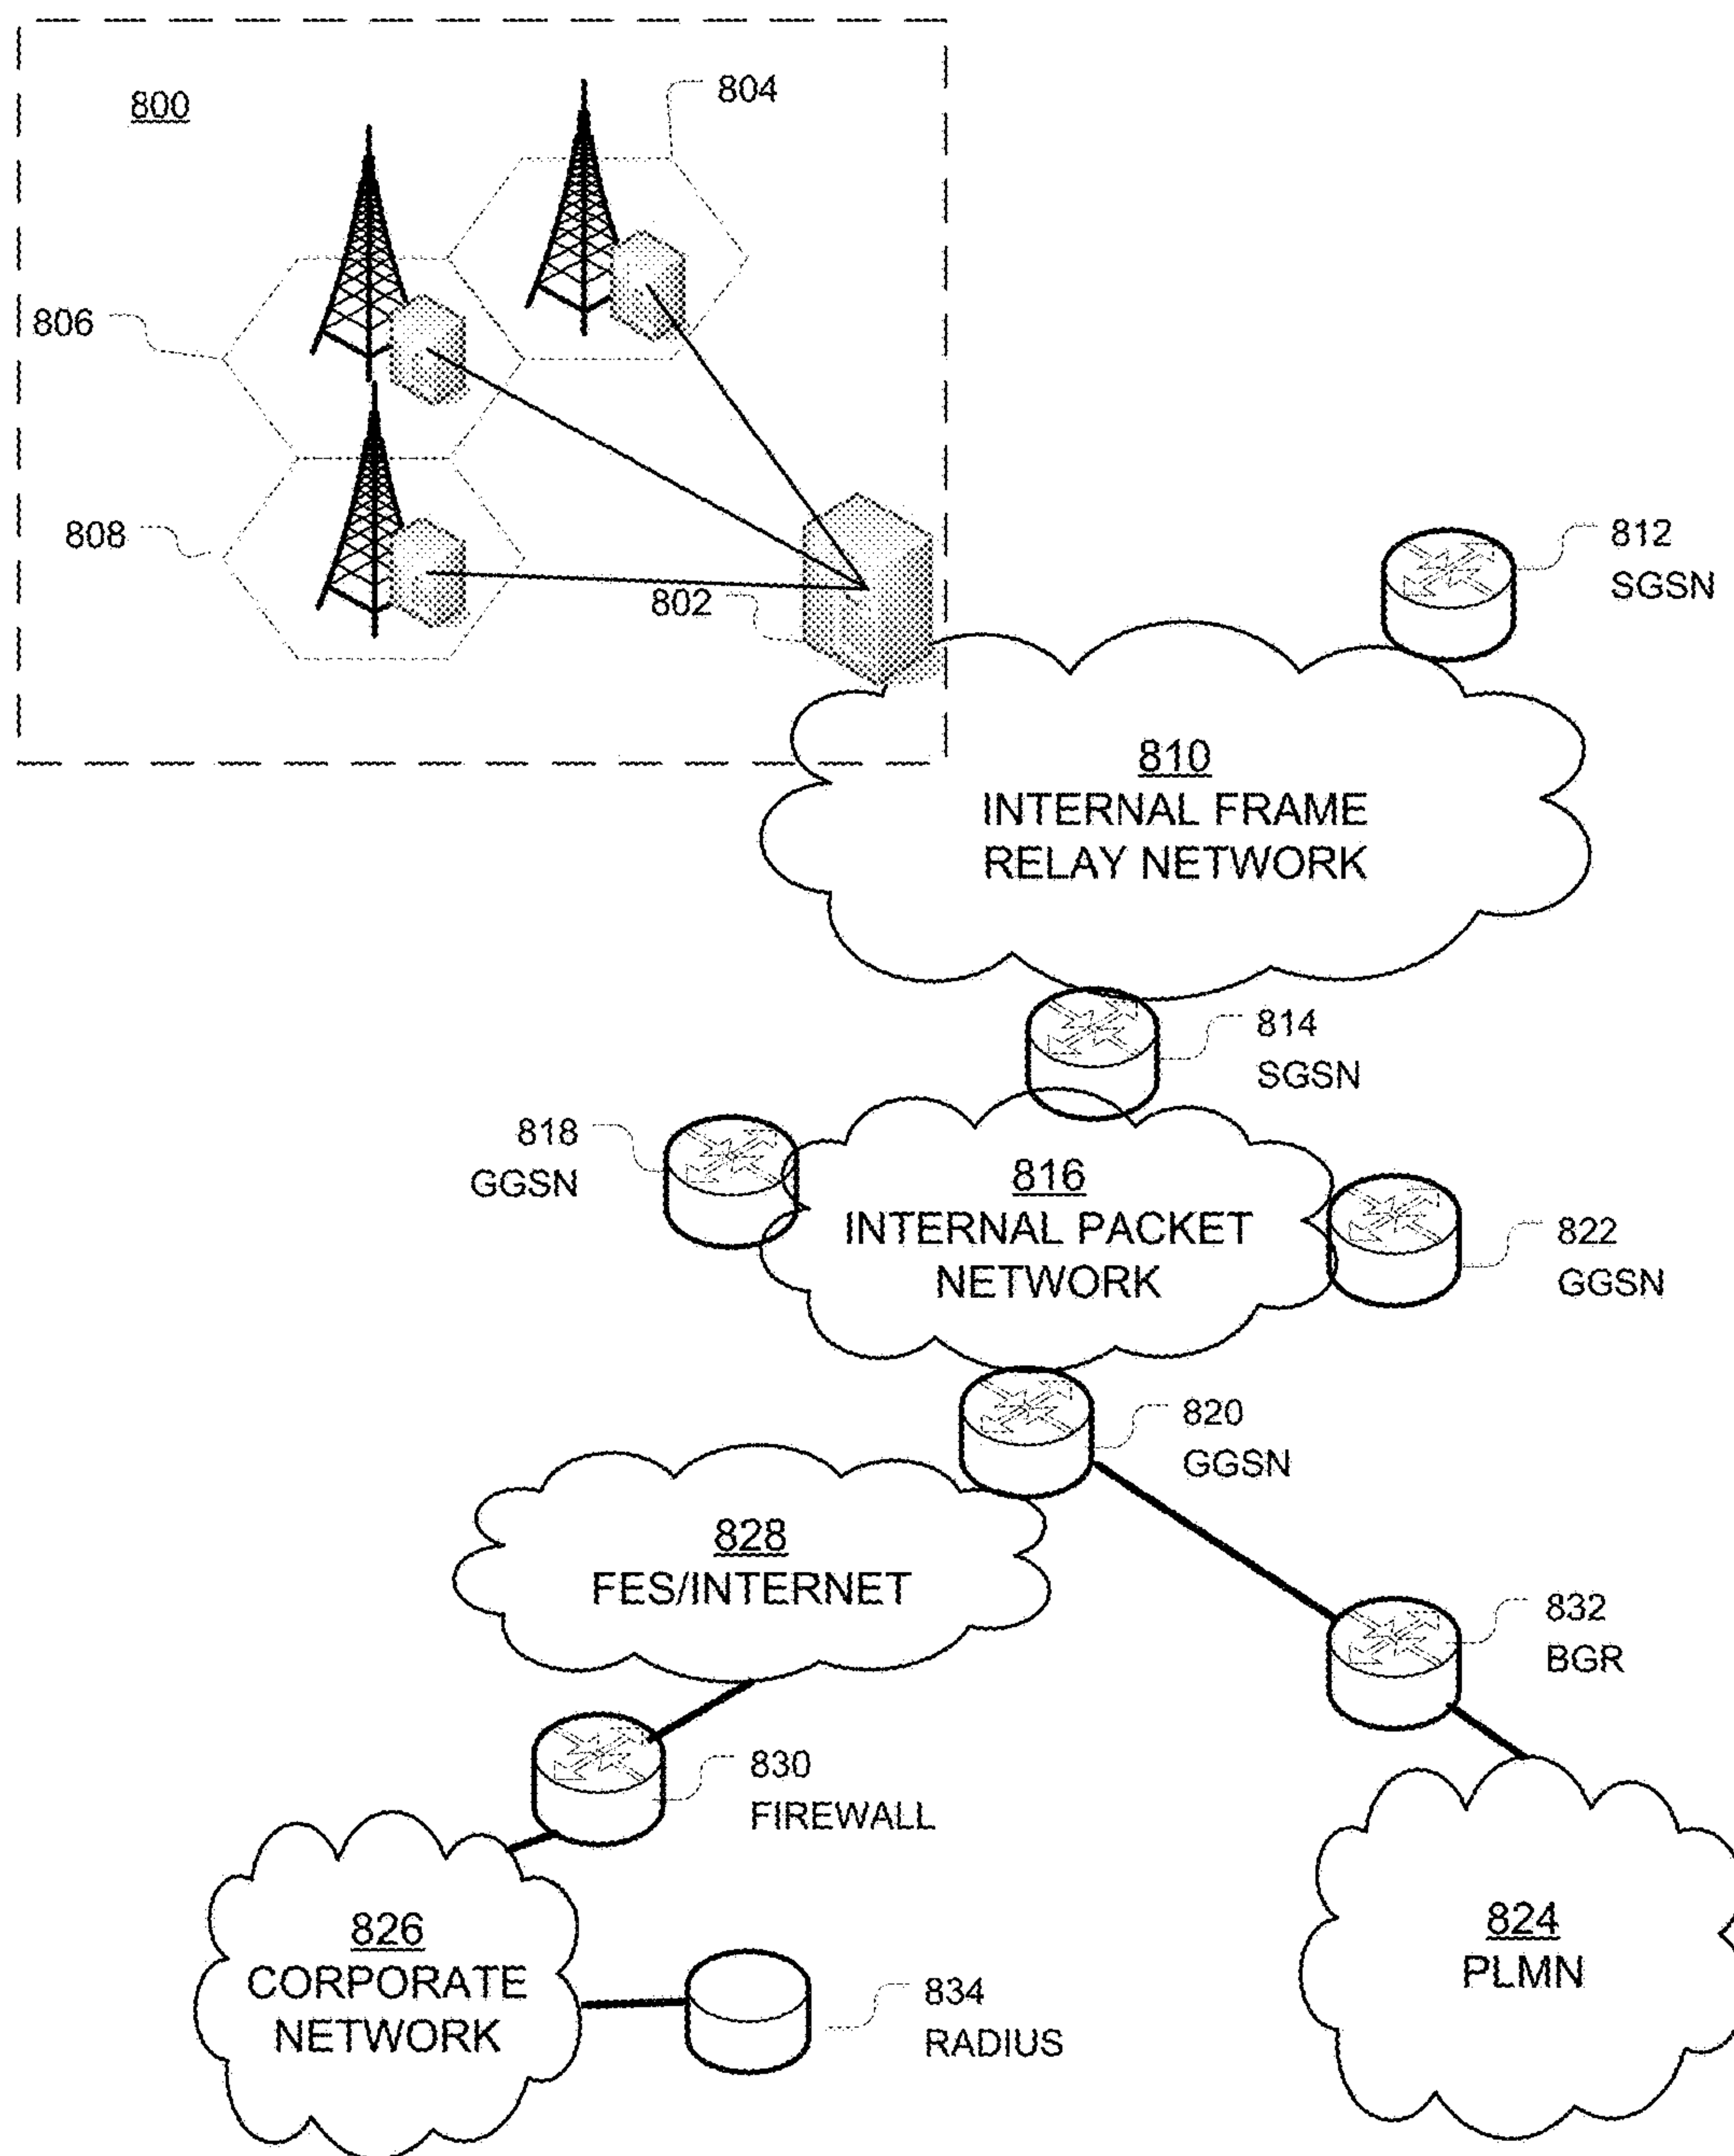 800
804
806
808
802
812
SGSN
810
INTERNAL FRAME
RELAY NETWORK
814
SGSN
818
GGSN
816
INTERNAL PACKET
NETWORK
822
GGSN
820
GGSN
828
FES/INTERNET
832
BGR
830
FIREWALL
826
CORPORATE
NETWORK
824
PLMN
834
RADIUS